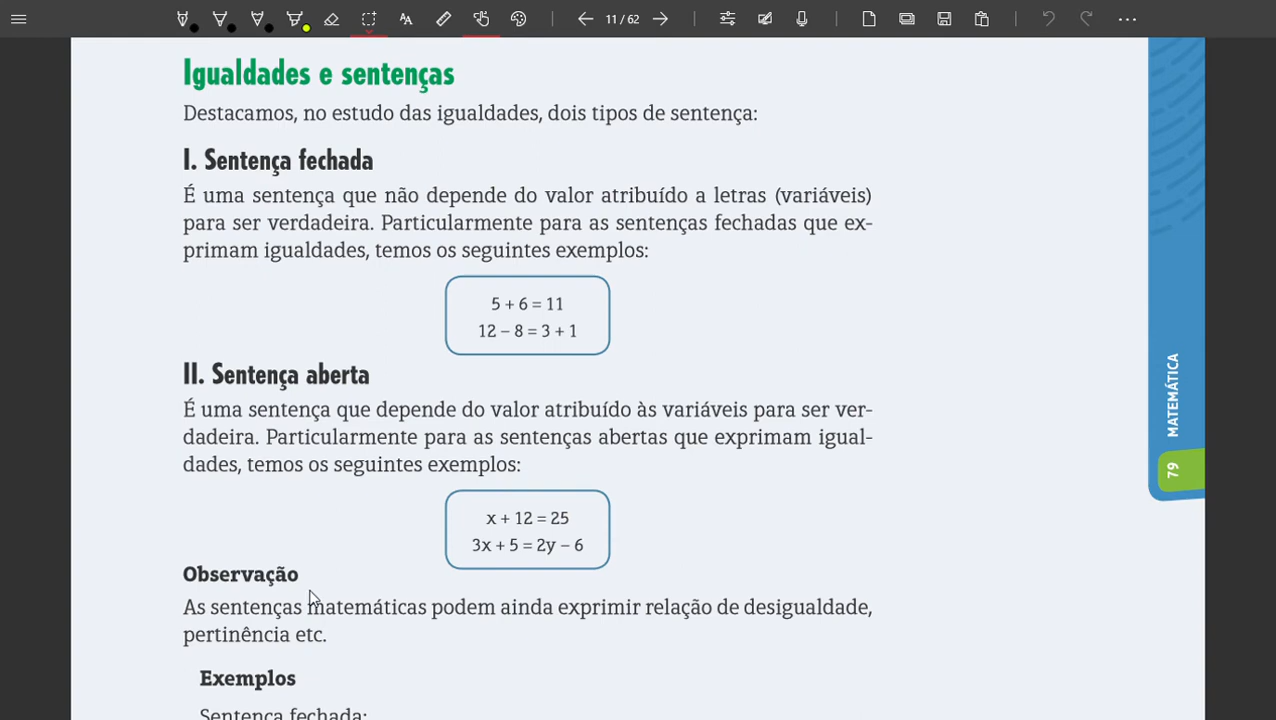 11 / 62
Igualdades e sentenças
Destacamos, no estudo das igualdades, dois tipos de sentença:
I. Sentença fechada
É uma sentença que não depende do valor atribuído a letras (variáveis)
para ser verdadeira. Particularmente para as sentenças fechadas que ex-
primam igualdades, temos os seguintes exemplos:
5 + 6 = 11
12 – 8 = 3 + 1
II. Sentença aberta
É uma sentença que depende do valor atribuído às variáveis para ser ver-
dadeira. Particularmente para as sentenças abertas que exprimam igual-
dades, temos os seguintes exemplos:
x + 12 = 25
3x + 5 = 2y – 6
Observação
As sentenças matemáticas podem ainda exprimir relação de desigualdade,
pertinência etc.
Exemplos
Sentença fechada:
MATEMÁTICA
79